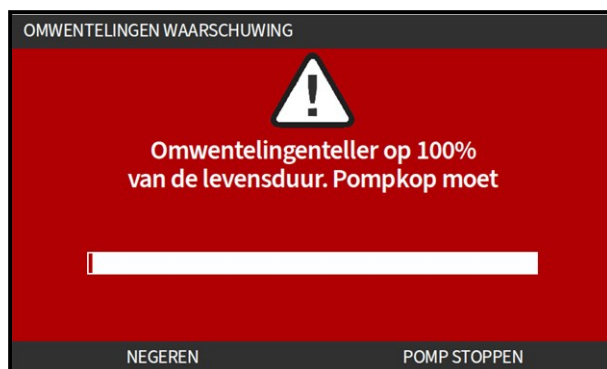 OMWENTELINGEN WAARSCHUWING
Omwentelingenteller op 100%
van de levensduur. Pompkop moet
NEGEREN
POMP STOPPEN